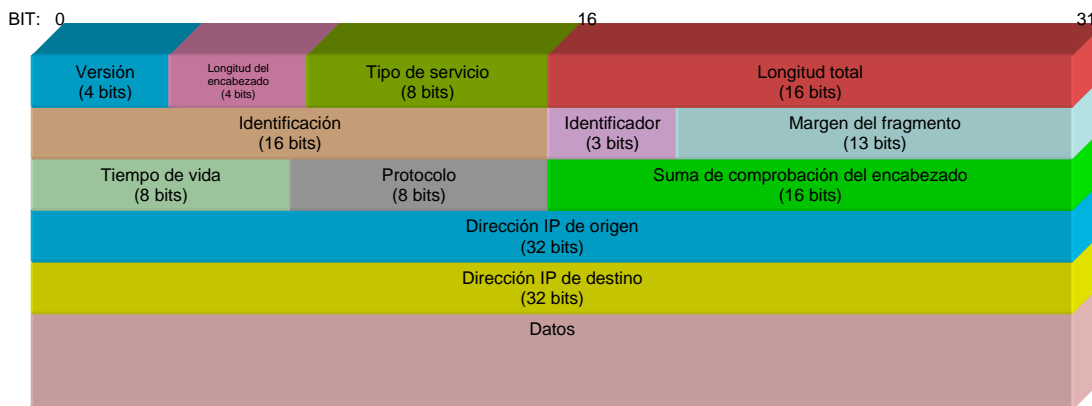 BIT: 0 16 31
Versión
(4 bits)
Longitud del
encabezado
(4 bits)
Tipo de servicio
(8 bits)
Longitud total
(16 bits)
Identificación
(16 bits)
Identificador
(3 bits)
Margen del fragmento
(13 bits)
Tiempo de vida
(8 bits)
Protocolo
(8 bits)
Suma de comprobación del encabezado
(16 bits)
Dirección IP de origen
(32 bits)
Dirección IP de destino
(32 bits)
Datos